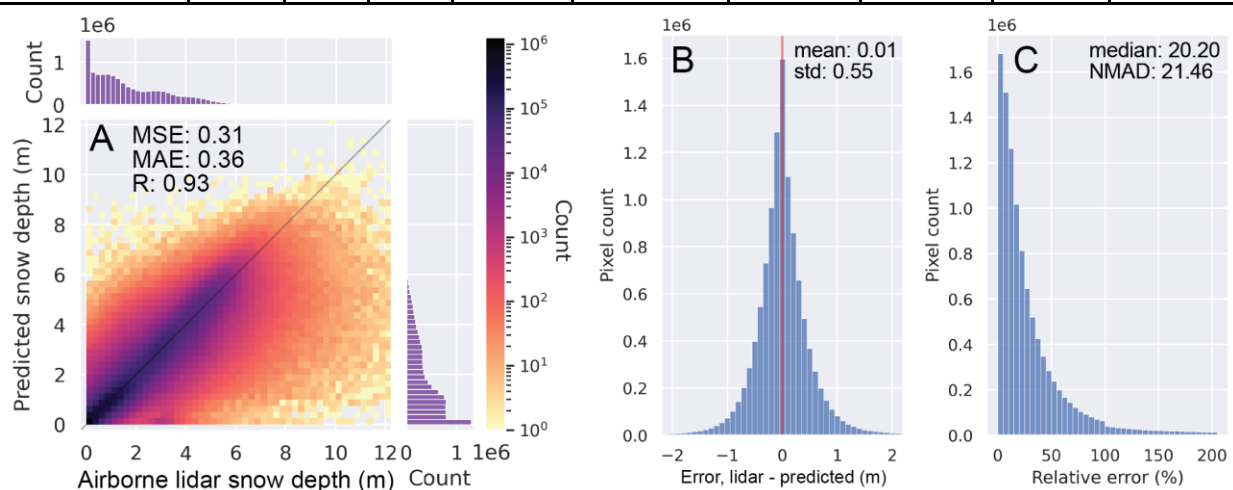 1e6
Count
1
0
A
MSE: 0.31
MAE: 0.36
R: 0.93
Predicted snow depth (m)
12
10
8
6
4
2
0
0 2 4 6 8 10 12
Airborne lidar snow depth (m)
Count
1 1e6
10^6
10^5
10^4
10^3
10^2
10^1
10^0
Count
1e6
B
mean: 0.01
std: 0.55
Pixel count
1.6
1.4
1.2
1.0
0.8
0.6
0.4
0.2
0.0
−2 −1 0 1 2
Error, lidar - predicted (m)
1e6
C
median: 20.20
NMAD: 21.46
Pixel count
1.6
1.4
1.2
1.0
0.8
0.6
0.4
0.2
0.0
0 50 100 150 200
Relative error (%)